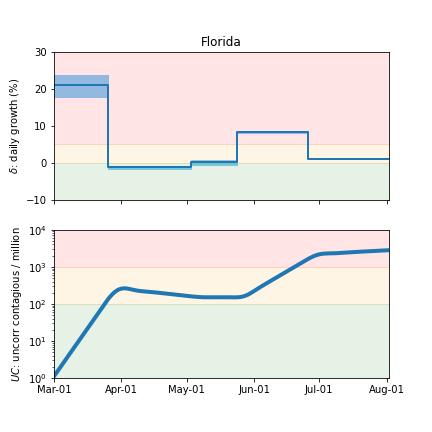 Florida
δ: daily growth (%)
30
20
10
0
−10
UC: uncorr contagious / million
10⁴
10³
10²
10¹
10⁰
Mar-01 Apr-01 May-01 Jun-01 Jul-01 Aug-01